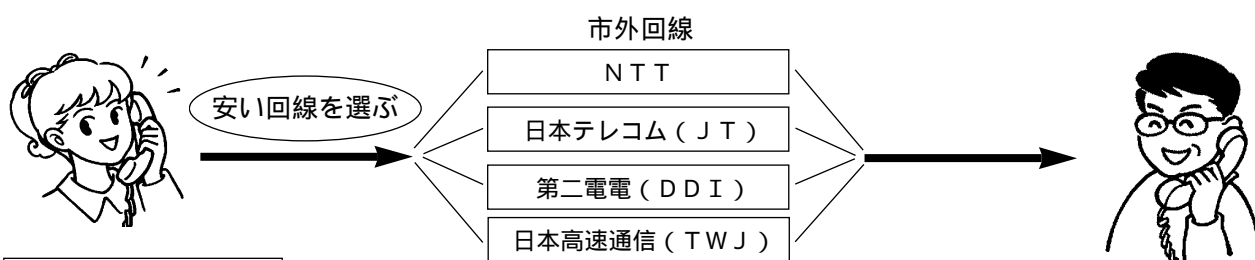 市外回線
NTT
安い回線を選ぶ
日本テレコム(JT)
第二電電(DDI)
日本高速通信(TWJ)